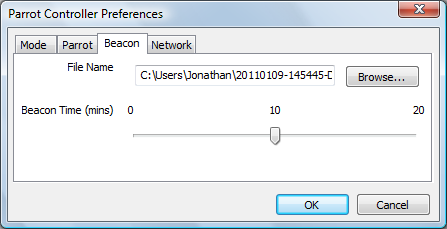 Parrot Controller Preferences
Mode Parrot Beacon Network
File Name C:\Users\Jonathan\20110109-145445-D Browse...
Beacon Time (mins) 0 10 20
OK Cancel